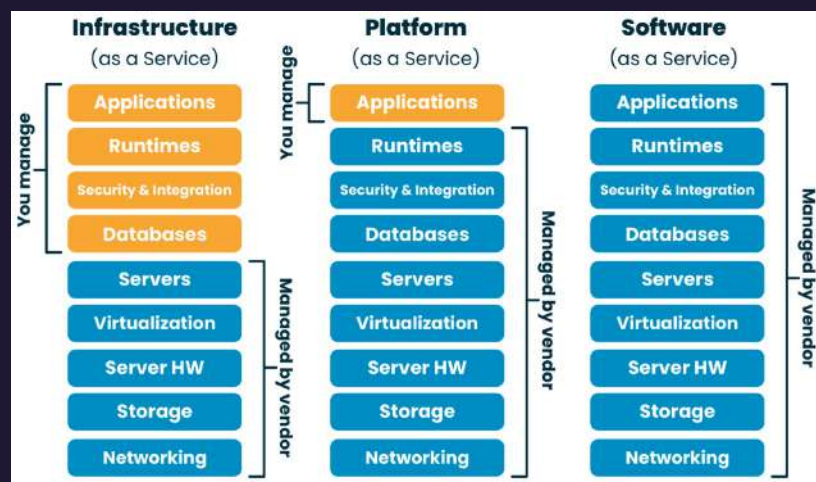 Infrastructure
(as a Service)
You manage
Applications
Runtimes
Security & Integration
Databases
Servers
Virtualization
Server HW
Storage
Networking
Managed by vendor
Platform
(as a Service)
You manage
Applications
Runtimes
Security & Integration
Databases
Servers
Virtualization
Server HW
Storage
Networking
Managed by vendor
Software
(as a Service)
Applications
Runtimes
Security & Integration
Databases
Servers
Virtualization
Server HW
Storage
Networking
Managed by vendor